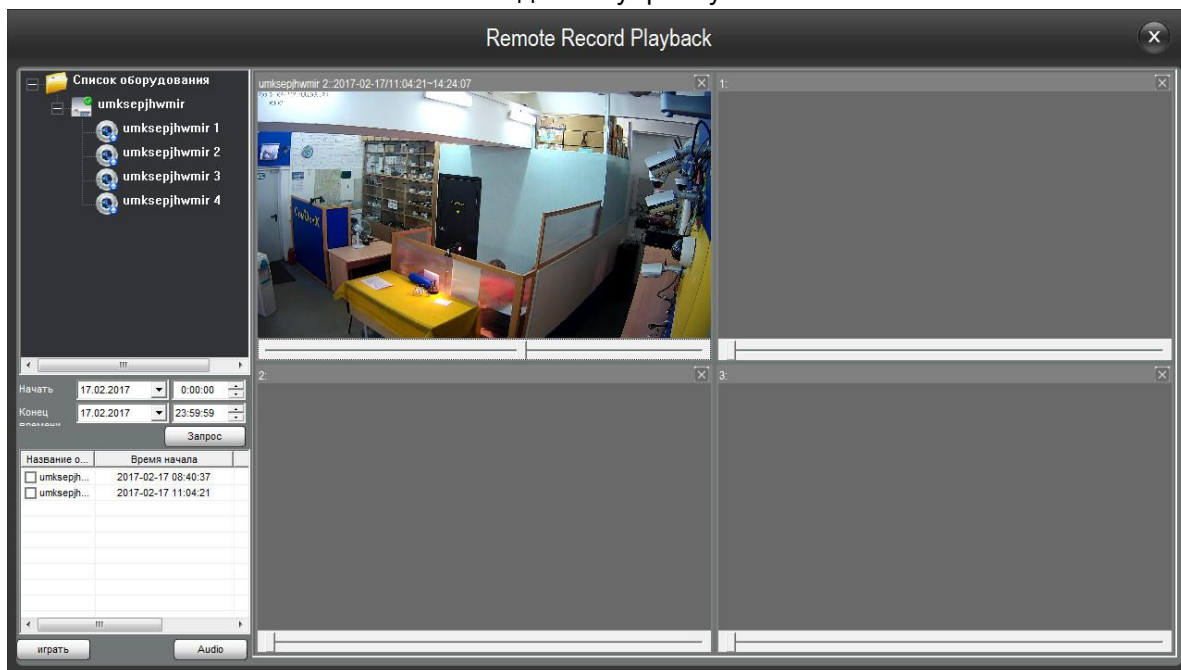 Remote Record Playback
X
Список оборудования
umksepjhwmir
umksepjhwmir 1
umksepjhwmir 2
umksepjhwmir 3
umksepjhwmir 4
Начать 17.02.2017 0:00:00
Конец 17.02.2017 23:59:59
времени
Запрос
Название о... Время начала
umksepjh... 2017-02-17 08:40:37
umksepjh... 2017-02-17 11:04:21
играть Audio
umksepjhwmir 2::2017-02-17/11:04:21~14:24:07
1:
2:
3: